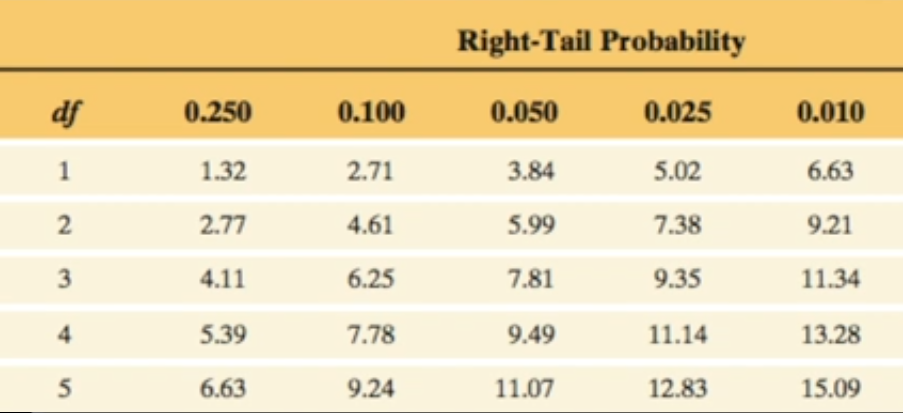 Right-Tail Probability
df 0.250 0.100 0.050 0.025 0.010
1 1.32 2.71 3.84 5.02 6.63
2 2.77 4.61 5.99 7.38 9.21
3 4.11 6.25 7.81 9.35 11.34
4 5.39 7.78 9.49 11.14 13.28
5 6.63 9.24 11.07 12.83 15.09